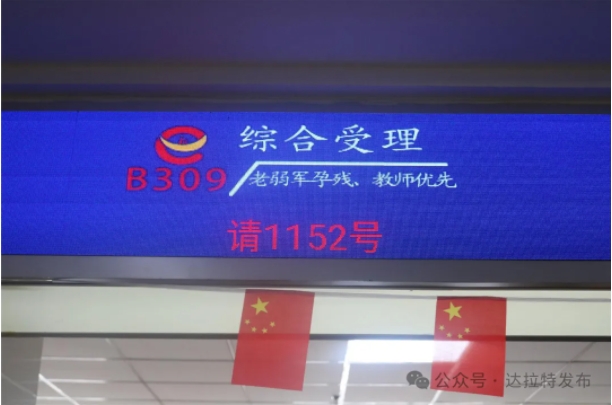 综合受理
B309
老弱军孕残、教师优先
请1152号
公众号·达拉特发布